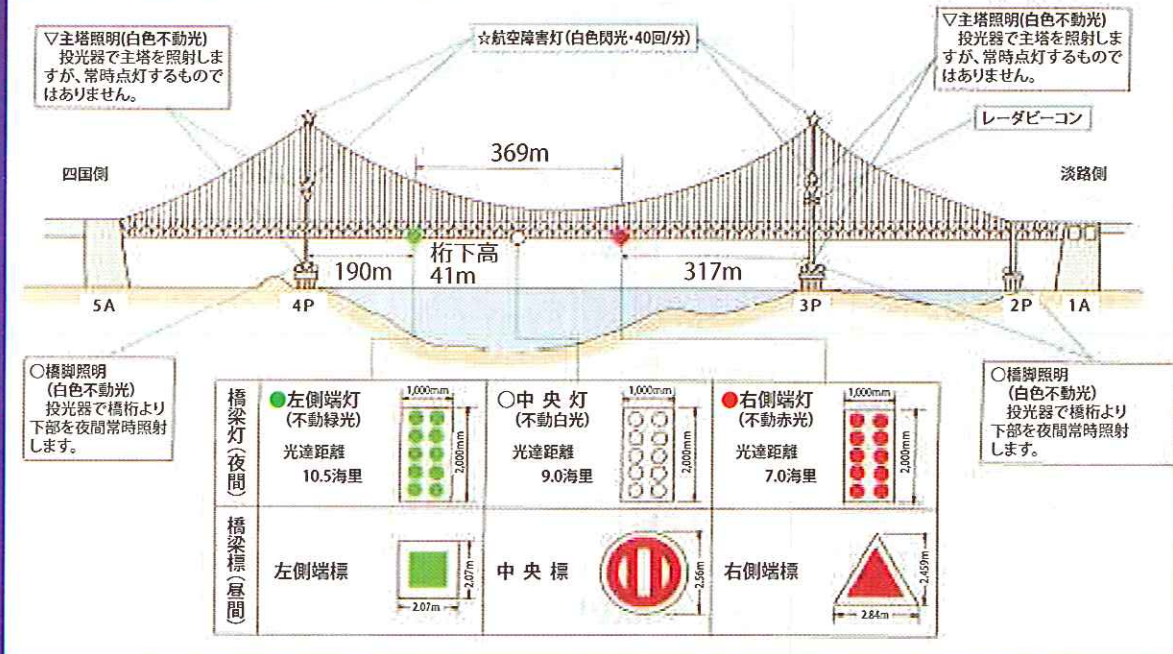 ▽主塔照明(白色不動光)
投光器で主塔を照射しま
すが、常時点灯するもので
はありません。
☆航空障害灯(白色閃光・40回/分)
▽主塔照明(白色不動光)
投光器で主塔を照射しま
すが、常時点灯するもので
はありません。
レーダビーコン
369m
四国側
淡路側
190m
桁下高
41m
317m
5A
4P
3P
2P
1A
○橋脚照明
(白色不動光)
投光器で橋桁より
下部を夜間常時照射
します。
○橋脚照明
(白色不動光)
投光器で橋桁より
下部を夜間常時照射
します。
橋梁灯(夜間)
●左側端灯
(不動緑光)
光達距離
10.5海里
1,000mm
2,000mm
○中央灯
(不動白光)
光達距離
9.0海里
1,000mm
2,000mm
●右側端灯
(不動赤光)
光達距離
7.0海里
1,000mm
2,000mm
橋梁標(昼間)
左側端標
2.07m
2.07m
中央標
2.56m
右側端標
2.459m
2.84m